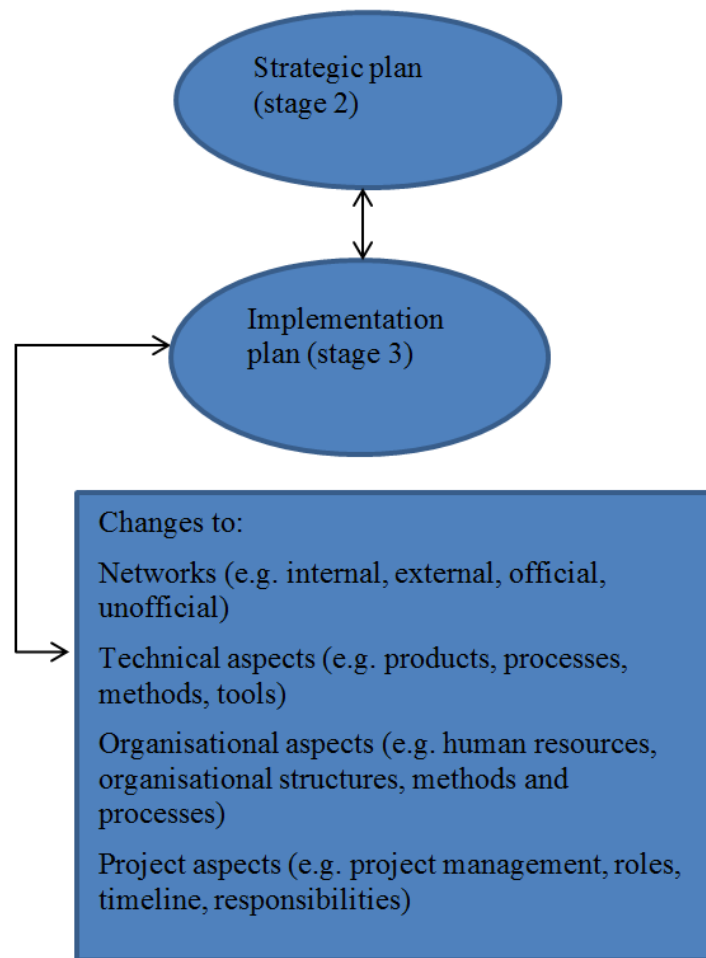 Strategic plan
(stage 2)
Implementation
plan (stage 3)
Changes to:
Networks (e.g. internal, external, official,
unofficial)
Technical aspects (e.g. products, processes,
methods, tools)
Organisational aspects (e.g. human resources,
organisational structures, methods and
processes)
Project aspects (e.g. project management, roles,
timeline, responsibilities)